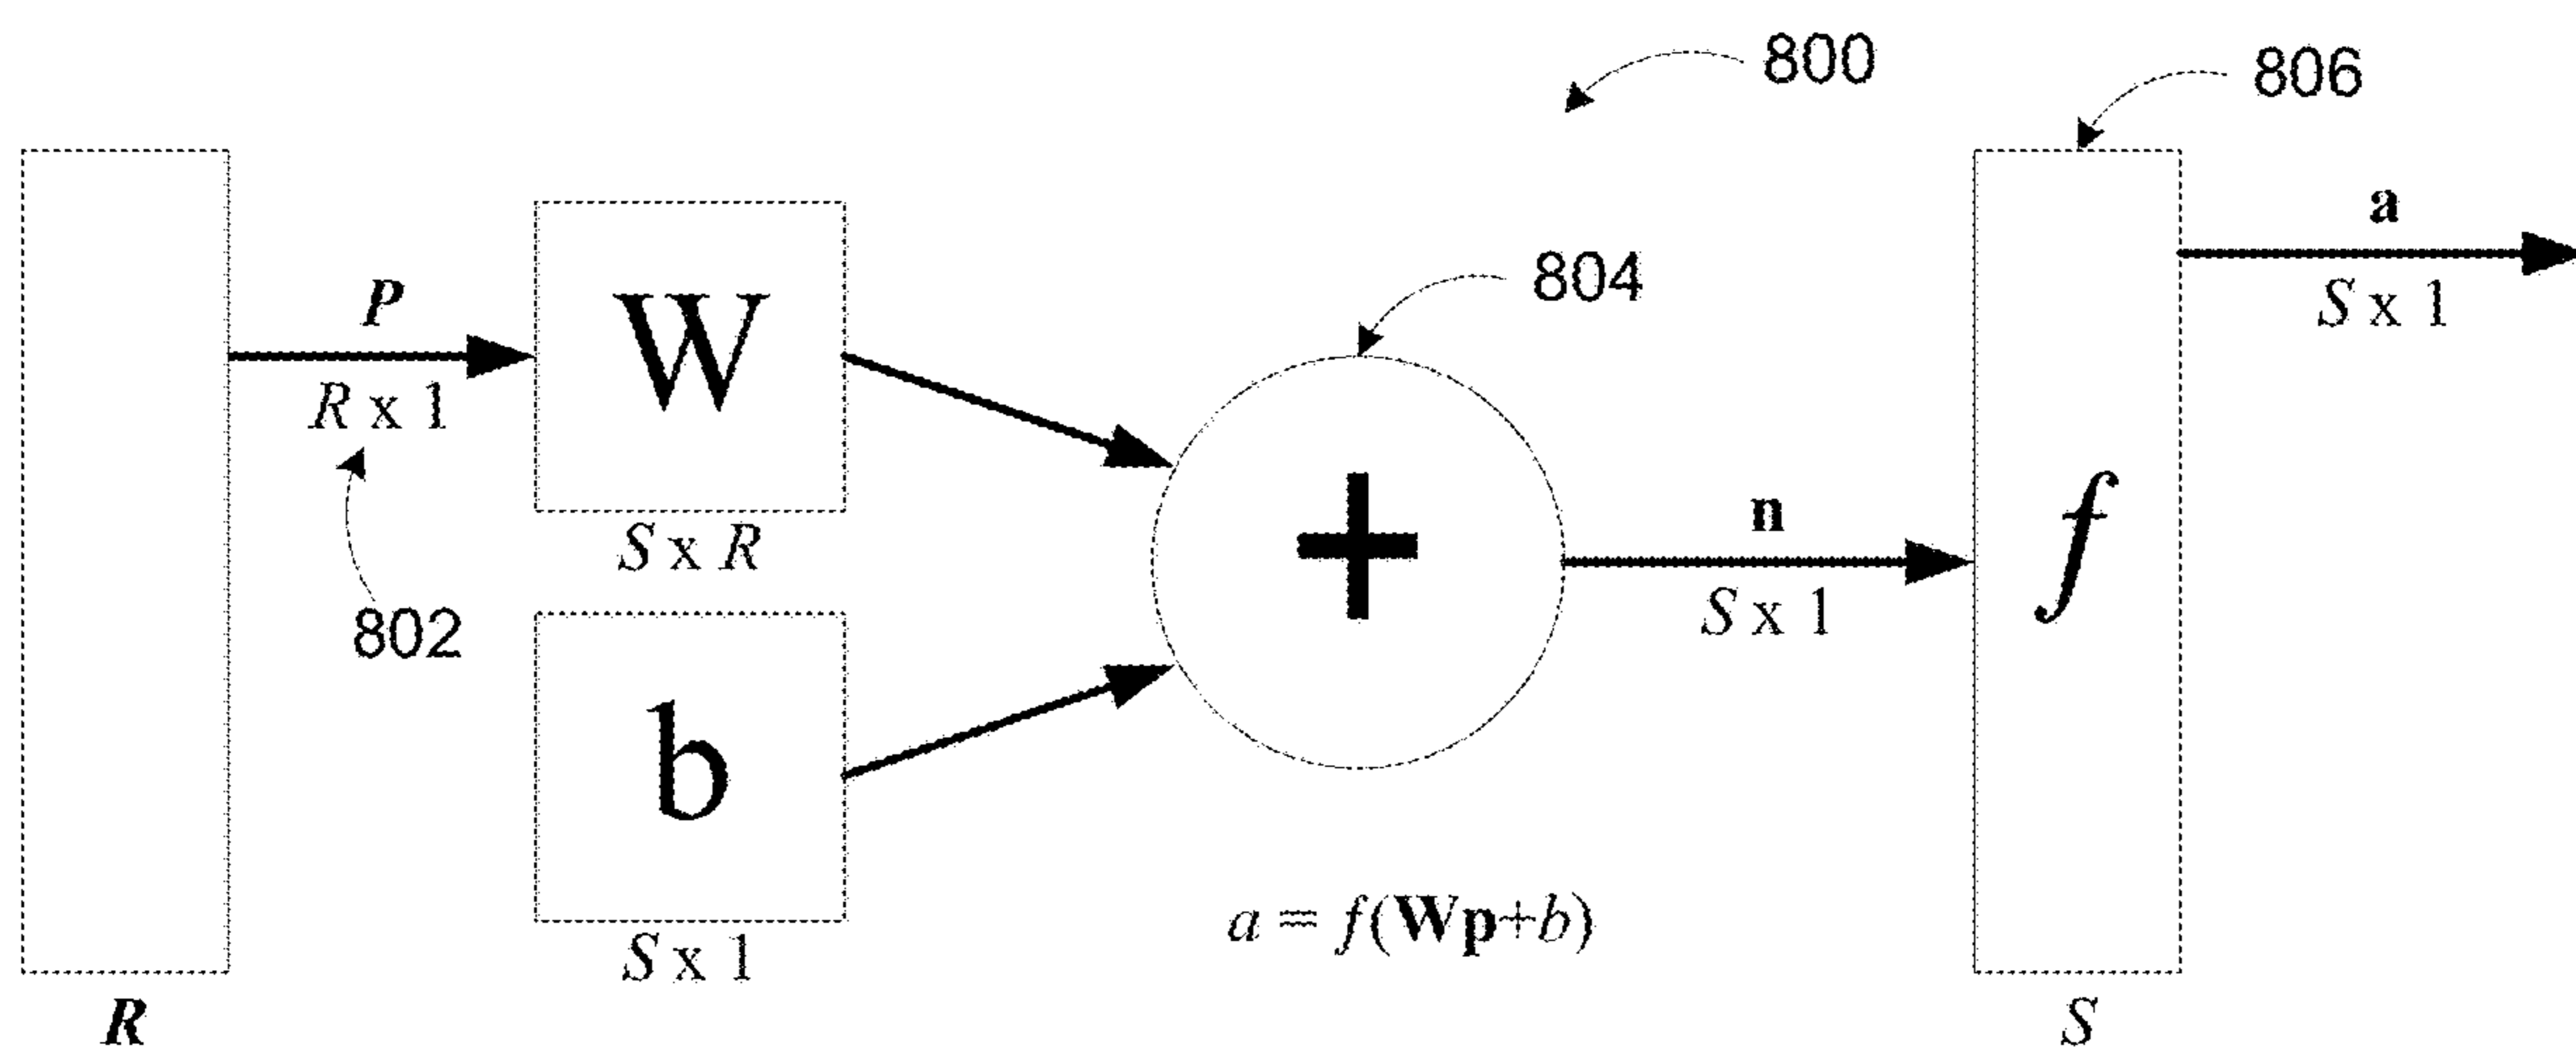 800
806
a
P
804
S x 1
W
R x 1
+
n
f
S x R
S x 1
802
b
a = f(Wp+b)
S x 1
R
S